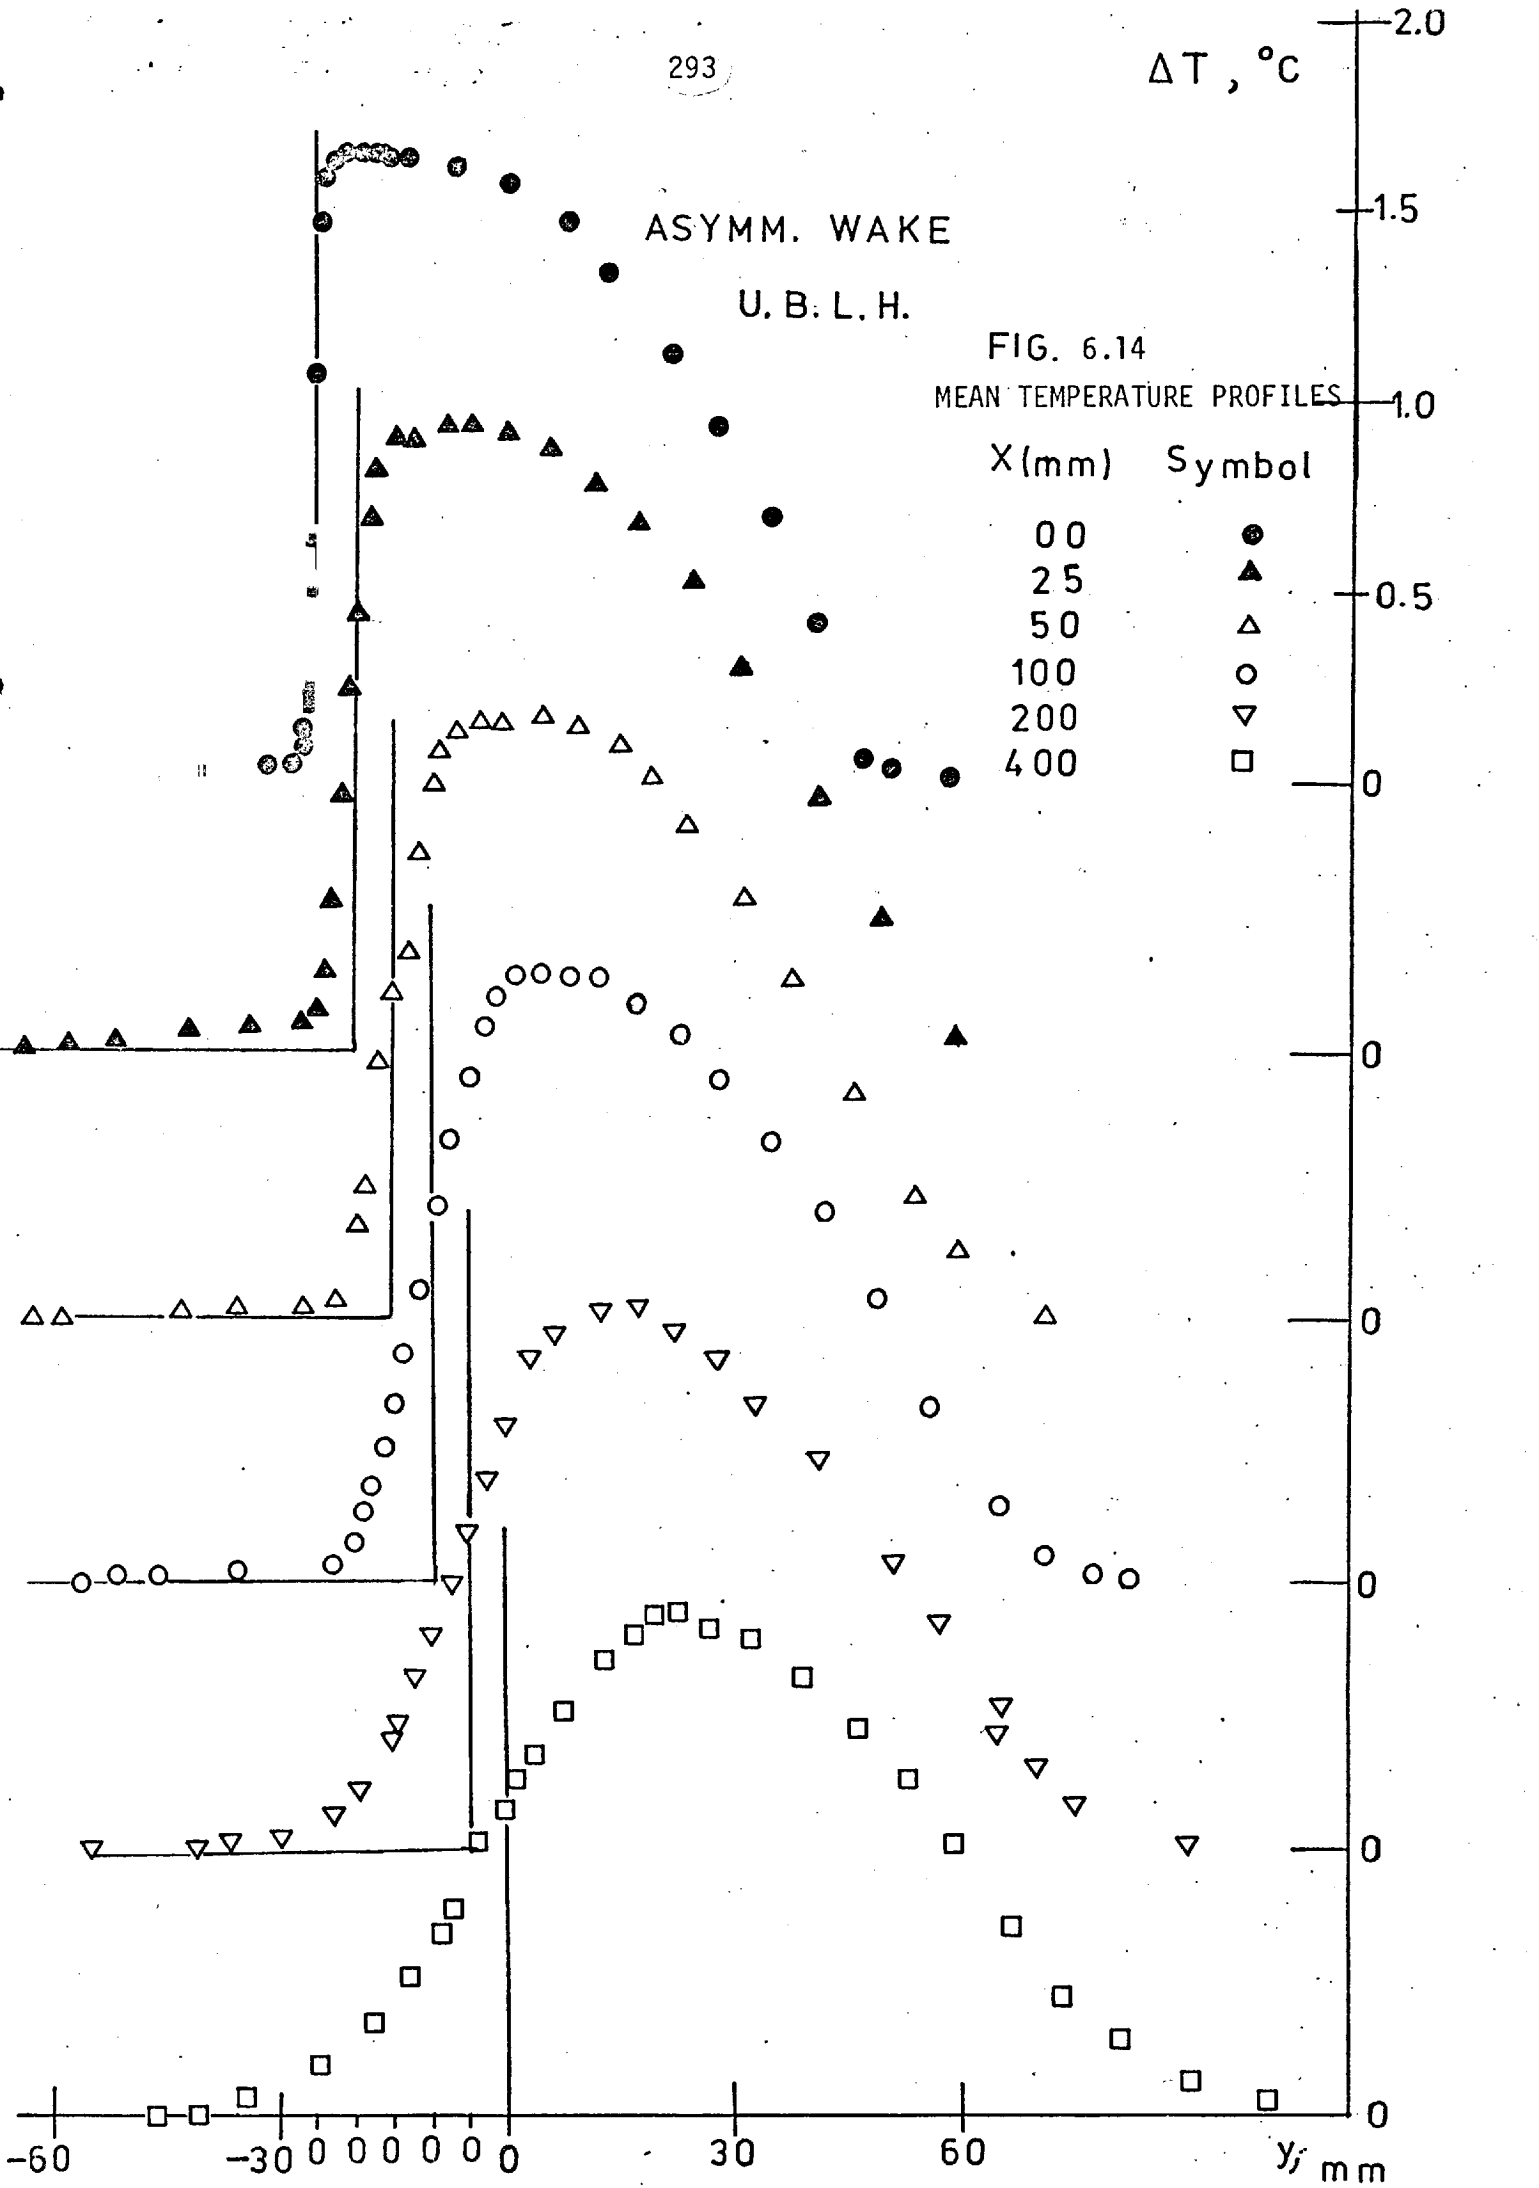 293
2.0
ΔT, °C
1.5
ASYMM. WAKE
U.B.L.H.
FIG. 6.14
MEAN TEMPERATURE PROFILES
1.0
X(mm) Symbol
00
25
0.5
50
100
200
400
0
0
0
0
0
0
-60 -30 0 0 0 0 0 0 30 60 y, mm